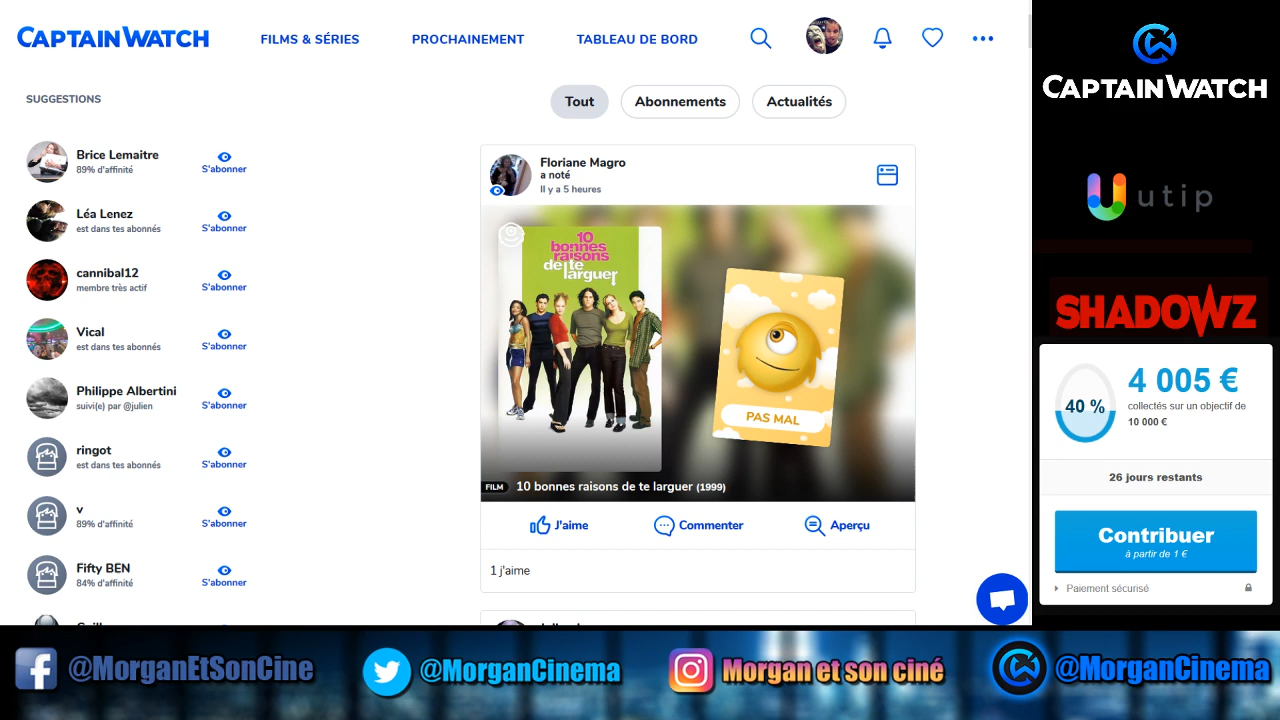 CAPTAINWATCH
FILMS & SÉRIES
PROCHAINEMENT
TABLEAU DE BORD
SUGGESTIONS
Tout
Abonnements
Actualités
Brice Lemaitre
89% d'affinité
S'abonner
Léa Lenez
est dans tes abonnés
S'abonner
cannibal12
membre très actif
S'abonner
Vical
est dans tes abonnés
S'abonner
Philippe Albertini
suivi(e) par @julien
S'abonner
ringot
est dans tes abonnés
S'abonner
v
89% d'affinité
S'abonner
Fifty BEN
84% d'affinité
S'abonner
Floriane Magro
a noté
Il y a 5 heures
10
bonnes
raisons
de te
larguer
PAS MAL
FILM
10 bonnes raisons de te larguer (1999)
J'aime
Commenter
Aperçu
1 j'aime
CAPTAINWATCH
utip
SHADOWZ
40 %
4 005 €
collectés sur un objectif de
10 000 €
26 jours restants
Contribuer
à partir de 1 €
Paiement sécurisé
@MorganEtSonCine
@MorganCinema
Morgan et son ciné
@MorganCinema